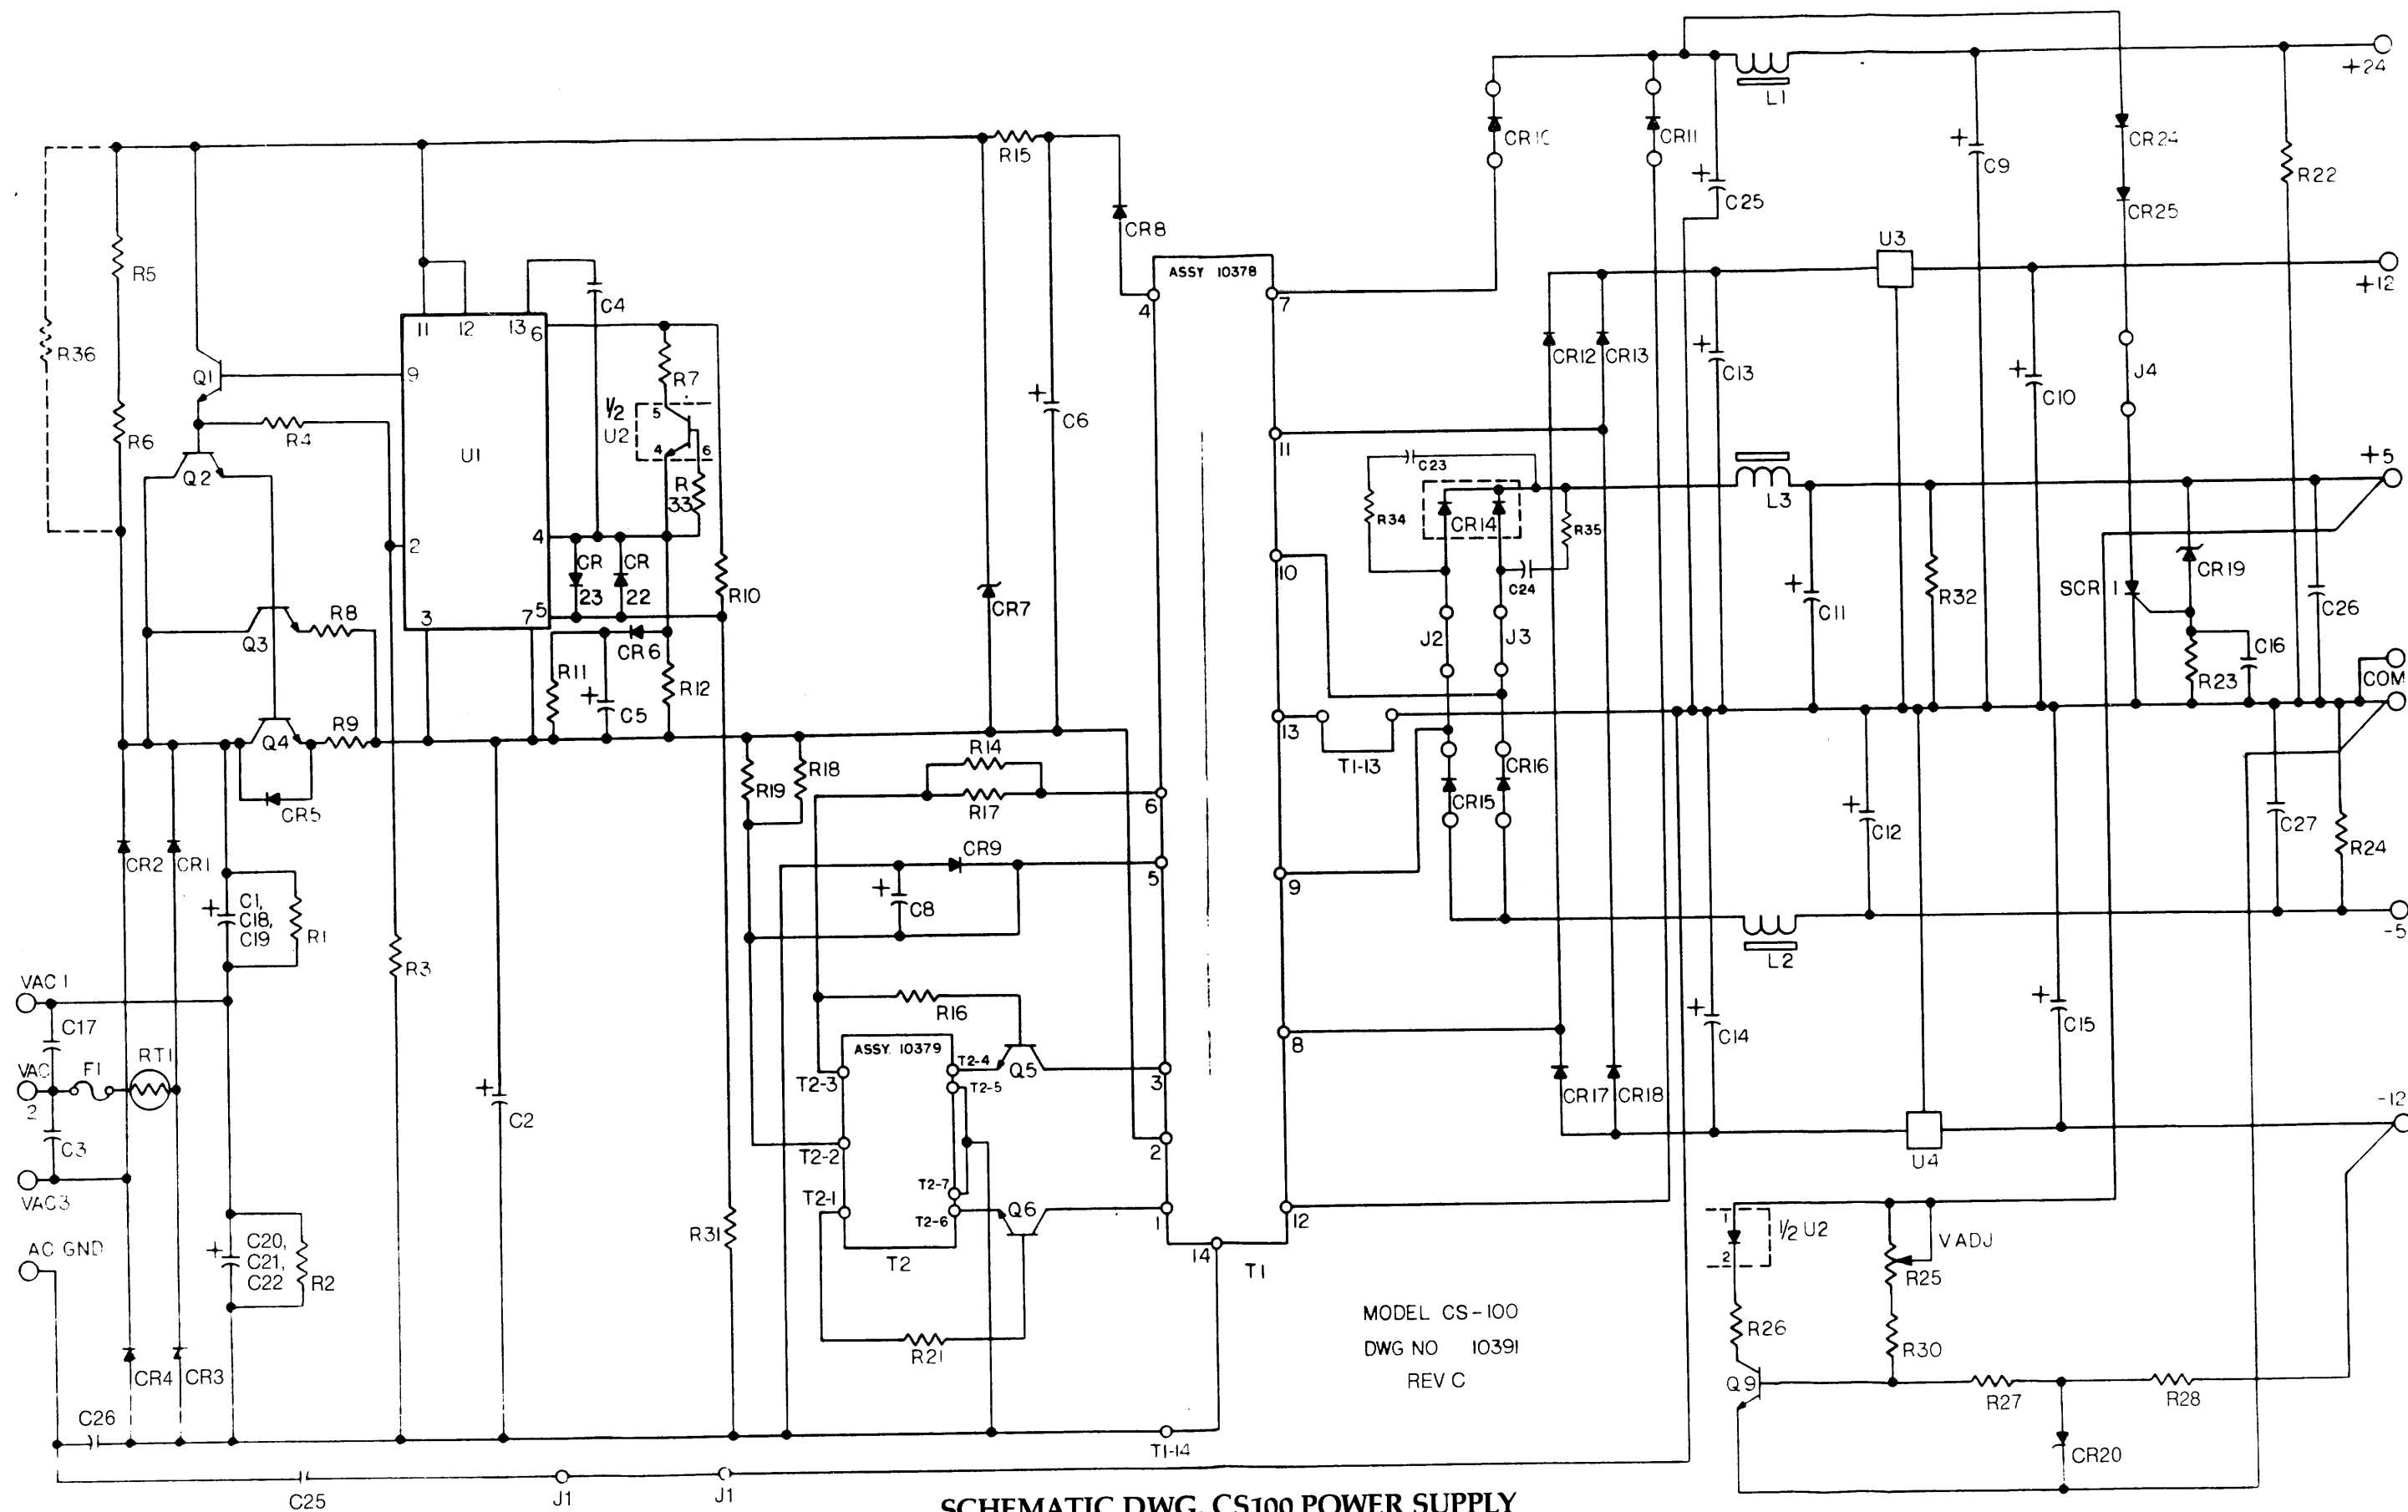 +24
L1
CR11
CR24
R15
C9
R22
C25
CR25
CR8
R5
U3
ASSY 10378
+12
4
7
C4
11
12
13
6
R36
CR12
CR13
C13
J4
Q1
9
R7
C10
1/2
U2
5
4
6
C6
R6
R4
11
U1
+5
C23
Q2
R
33
L3
R34
CR14
R35
2
4
CR
23
CR
22
10
CR19
C24
SCR1
R10
CR7
R32
C26
C11
3
7
5
R8
J2
J3
C16
Q3
CR6
R11
R12
R23
COM
C5
13
Q4
R9
R14
T1-13
CR16
R19
R18
6
R17
CR15
CR5
C12
C27
CR2
CR1
CR9
R24
5
9
C1,
C18,
C19
R1
C8
-5
L2
R3
VAC 1
R16
C17
C14
C15
8
RT1
ASSY. 10379
T2-4
Q5
VAC
2
F1
T2-3
T2-5
3
CR17
CR18
-12
C2
C3
2
T2-2
U4
VAC3
T2-1
T2-7
T2-6
Q6
1
12
1
1/2 U2
2
V ADJ
AC GND
C20,
C21,
C22
R2
R31
T2
14
T1
R25
MODEL CS-100
R26
R21
DWG NO 10391
R30
CR4
CR3
REV C
Q9
R27
R28
C26
T1-14
CR20
C25
J1
J1
SCHEMATIC DWG. CS100 POWER SUPPLY